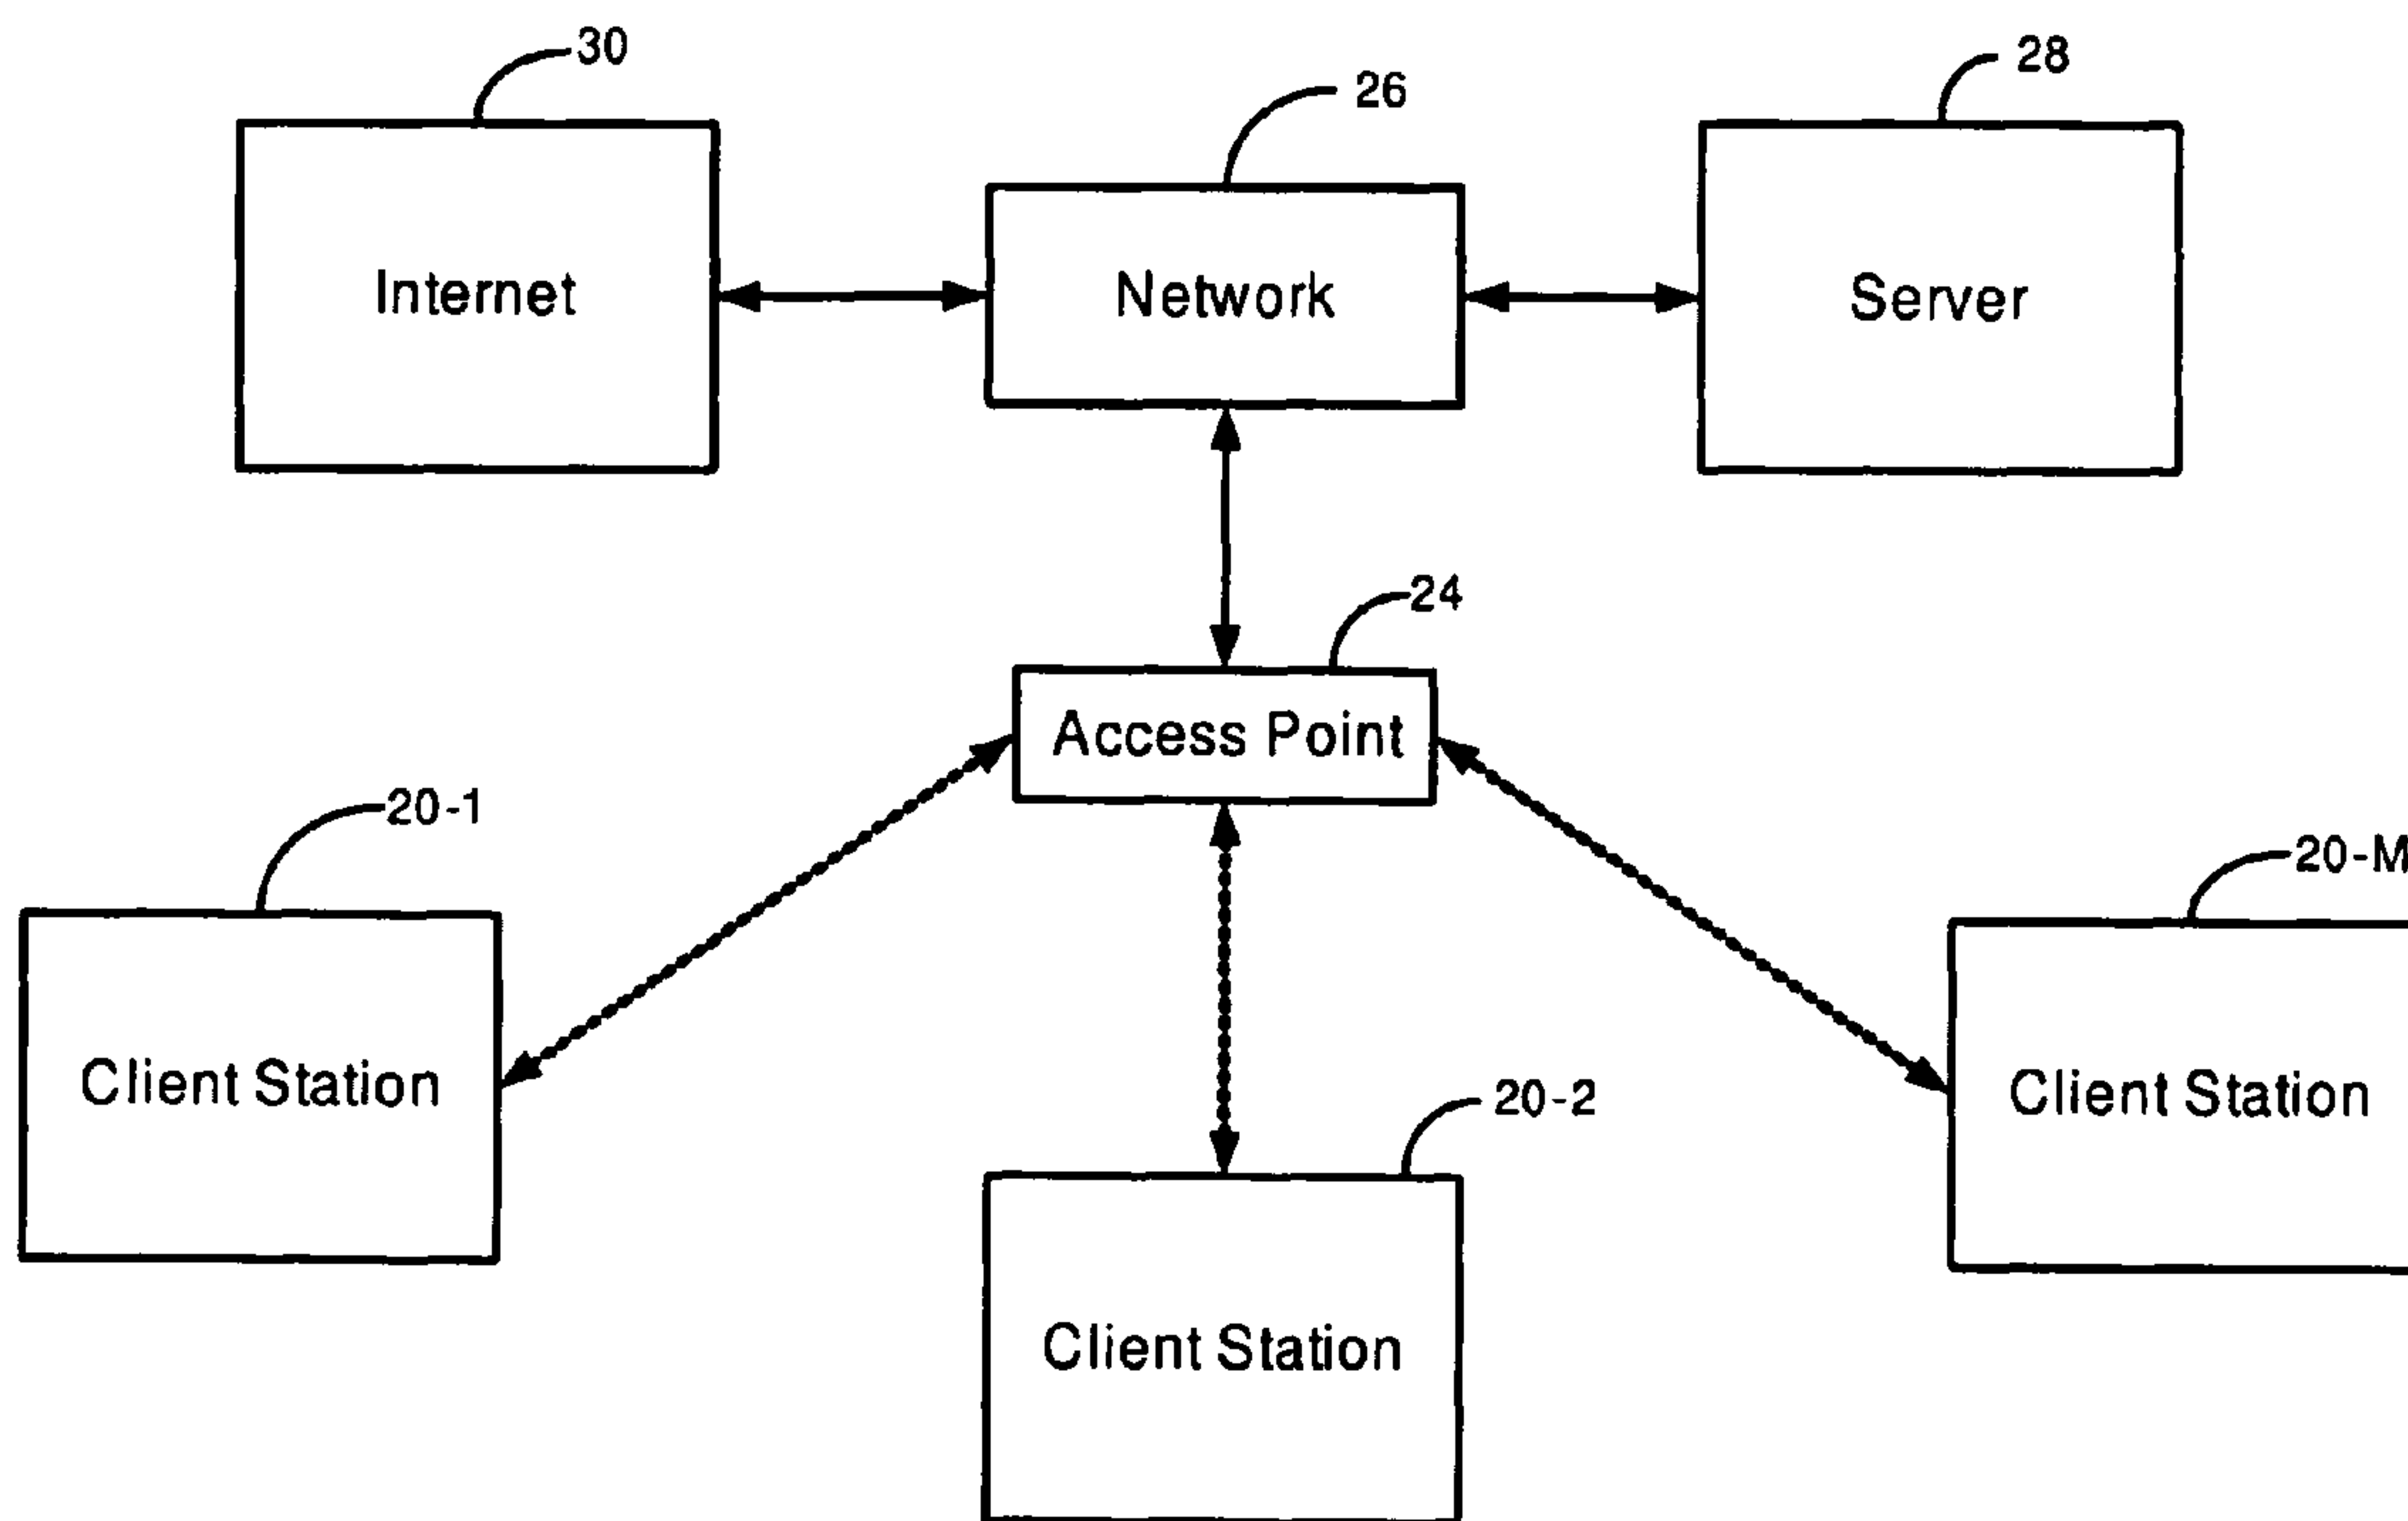 30
28
26
Internet
Network
Server
24
Access Point
20-1
20-M
Client Station
Client Station
20-2
Client Station